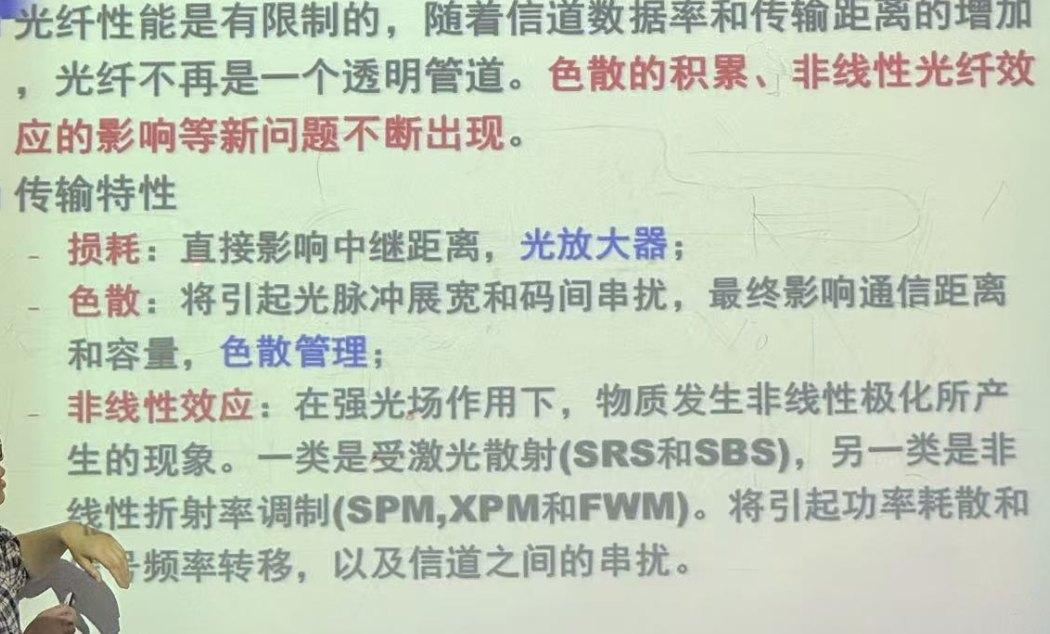 光纤性能是有限制的，随着信道数据率和传输距离的增加
，光纤不再是一个透明管道。色散的积累、非线性光纤效
应的影响等新问题不断出现。
传输特性
- 损耗：直接影响中继距离，光放大器；
- 色散：将引起光脉冲展宽和码间串扰，最终影响通信距离
和容量，色散管理；
- 非线性效应：在强光场作用下，物质发生非线性极化所产
生的现象。一类是受激光散射(SRS和SBS)，另一类是非
线性折射率调制(SPM,XPM和FWM)。将引起功率耗散和
号频率转移，以及信道之间的串扰。